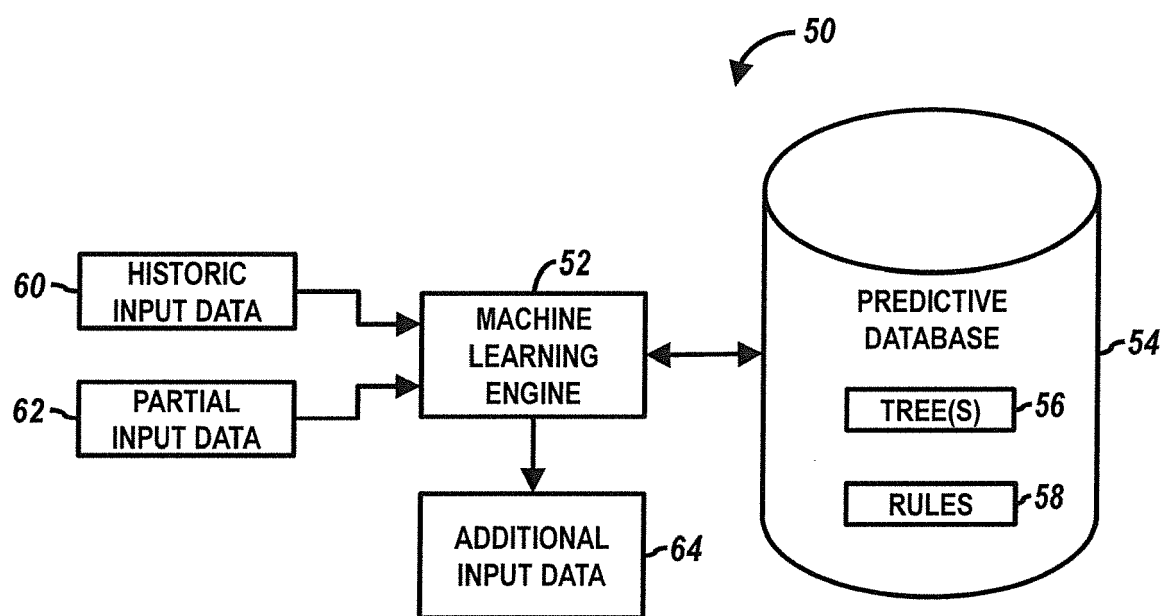 50
60
HISTORIC
INPUT DATA
62
PARTIAL
INPUT DATA
52
MACHINE
LEARNING
ENGINE
ADDITIONAL
INPUT DATA
64
PREDICTIVE
DATABASE
54
TREE(S)
56
RULES
58